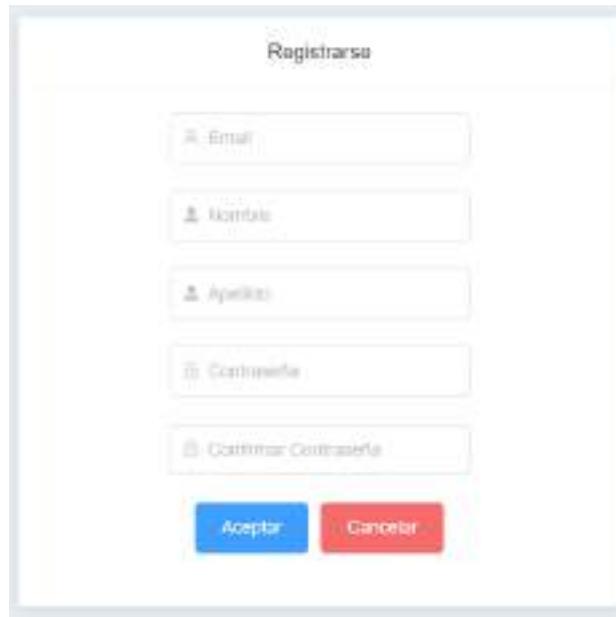 Registrarse
Email
Nombre
Apellido
Contraseña
Confirmar Contraseña
Aceptar Cancelar